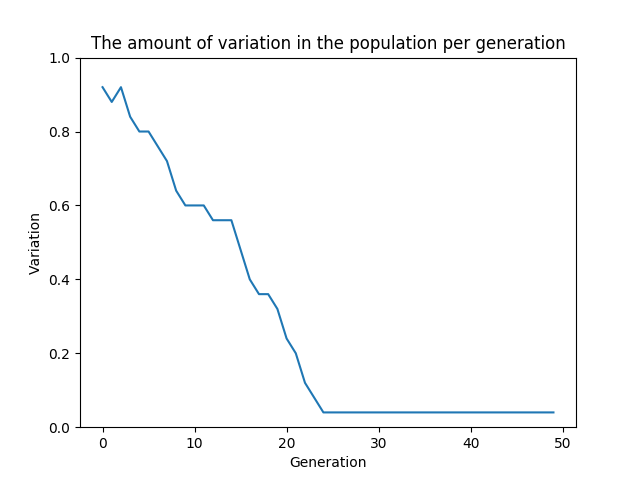 The amount of variation in the population per generation
1.0
0.8
0.6
0.4
0.2
0.0
Variation
0 10 20 30 40 50
Generation